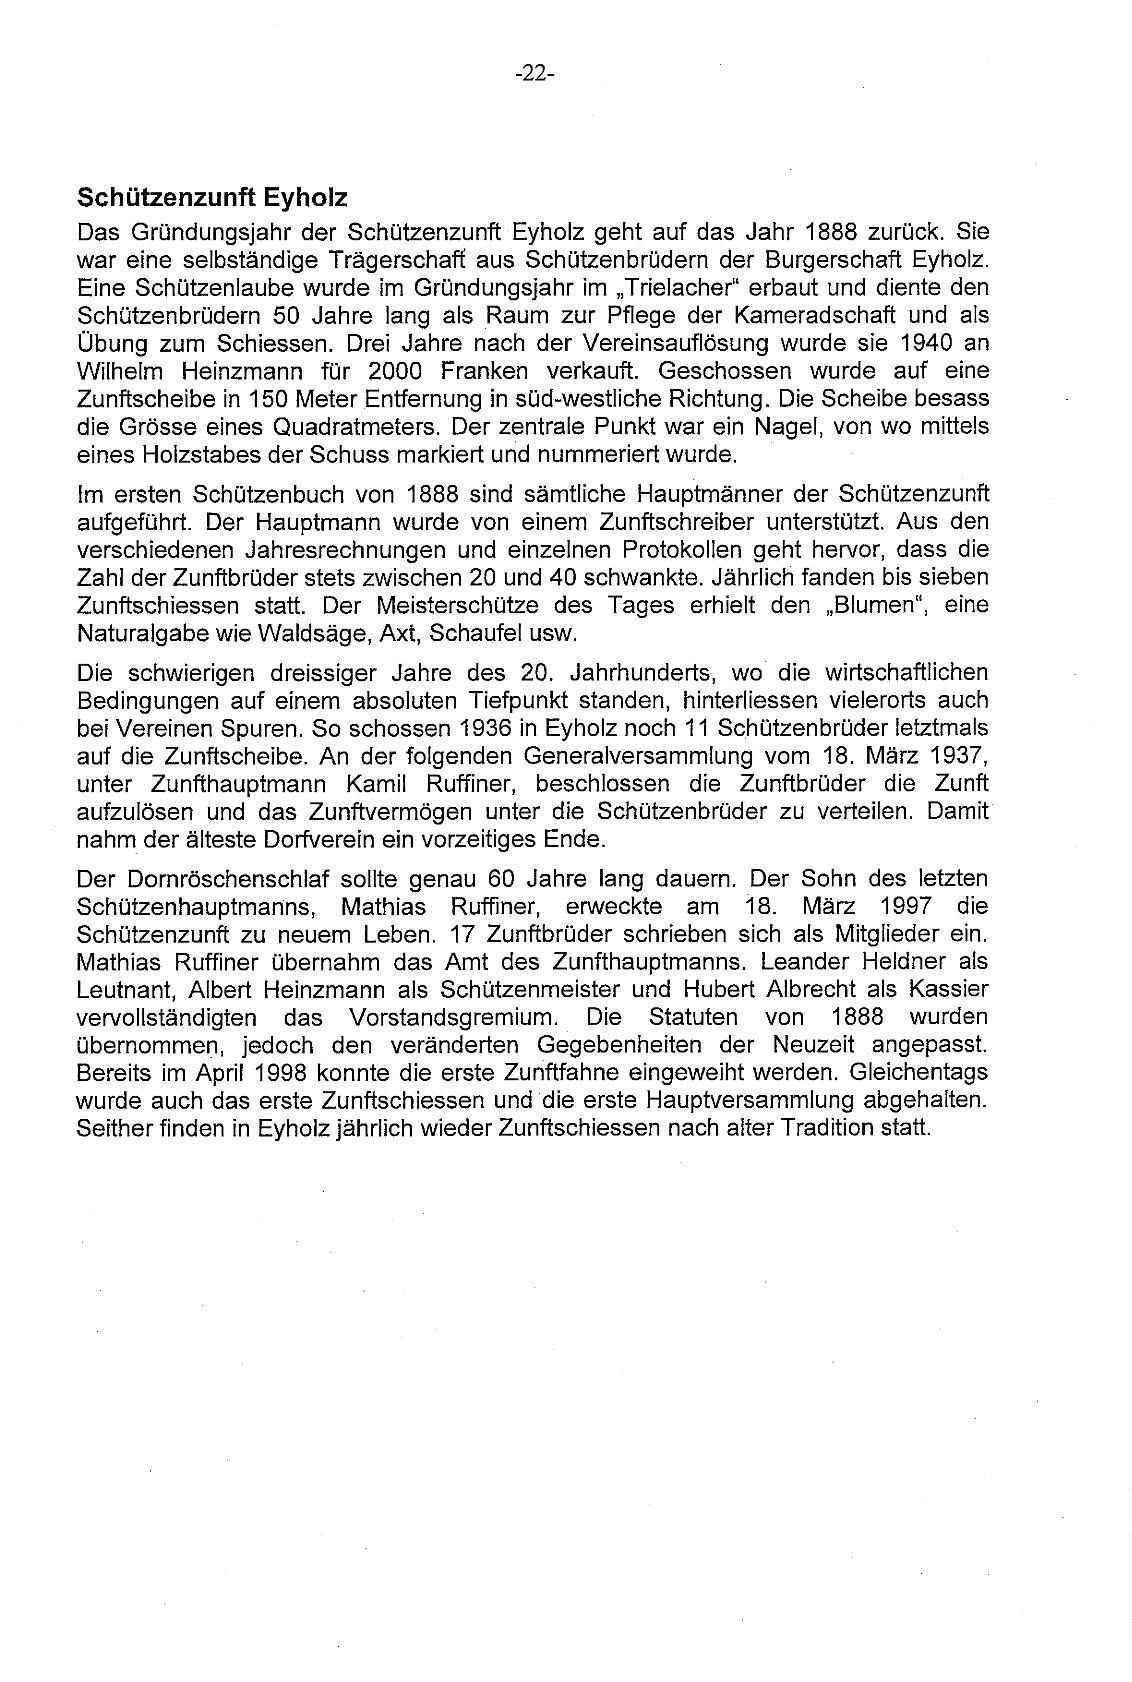 -22-
Schützenzunft Eyholz
Das Gründungsjahr der Schützenzunft Eyholz geht auf das Jahr 1888 zurück. Sie
war eine selbständige Trägerschaft aus Schützenbrüdern der Burgerschaft Eyholz.
Eine Schützenlaube wurde im Gründungsjahr im „Trielacher“ erbaut und diente den
Schützenbrüdern 50 Jahre lang als Raum zur Pflege der Kameradschaft und als
Übung zum Schiessen. Drei Jahre nach der Vereinsauflösung wurde sie 1940 an
Wilhelm Heinzmann für 2000 Franken verkauft. Geschossen wurde auf eine
Zunftscheibe in 150 Meter Entfernung in süd-westliche Richtung. Die Scheibe besass
die Grösse eines Quadratmeters. Der zentrale Punkt war ein Nagel, von wo mittels
eines Holzstabes der Schuss markiert und nummeriert wurde.
Im ersten Schützenbuch von 1888 sind sämtliche Hauptmänner der Schützenzunft
aufgeführt. Der Hauptmann wurde von einem Zunftschreiber unterstützt. Aus den
verschiedenen Jahresrechnungen und einzelnen Protokollen geht hervor, dass die
Zahl der Zunftbrüder stets zwischen 20 und 40 schwankte. Jährlich fanden bis sieben
Zunftschiessen statt. Der Meisterschütze des Tages erhielt den „Blumen“, eine
Naturalgabe wie Waldsäge, Axt, Schaufel usw.
Die schwierigen dreissiger Jahre des 20. Jahrhunderts, wo die wirtschaftlichen
Bedingungen auf einem absoluten Tiefpunkt standen, hinterliessen vielerorts auch
bei Vereinen Spuren. So schossen 1936 in Eyholz noch 11 Schützenbrüder letztmals
auf die Zunftscheibe. An der folgenden Generalversammlung vom 18. März 1937,
unter Zunfthauptmann Kamil Ruffiner, beschlossen die Zunftbrüder die Zunft
aufzulösen und das Zunftvermögen unter die Schützenbrüder zu verteilen. Damit
nahm der älteste Dorfverein ein vorzeitiges Ende.
Der Dornröschenschlaf sollte genau 60 Jahre lang dauern. Der Sohn des letzten
Schützenhauptmanns, Mathias Ruffiner, erweckte am 18. März 1997 die
Schützenzunft zu neuem Leben. 17 Zunftbrüder schrieben sich als Mitglieder ein.
Mathias Ruffiner übernahm das Amt des Zunfthauptmanns. Leander Heldner als
Leutnant, Albert Heinzmann als Schützenmeister und Hubert Albrecht als Kassier
vervollständigten das Vorstandsgremium. Die Statuten von 1888 wurden
übernommen, jedoch den veränderten Gegebenheiten der Neuzeit angepasst.
Bereits im April 1998 konnte die erste Zunftfahne eingeweiht werden. Gleichentags
wurde auch das erste Zunftschiessen und die erste Hauptversammlung abgehalten.
Seither finden in Eyholz jährlich wieder Zunftschiessen nach alter Tradition statt.